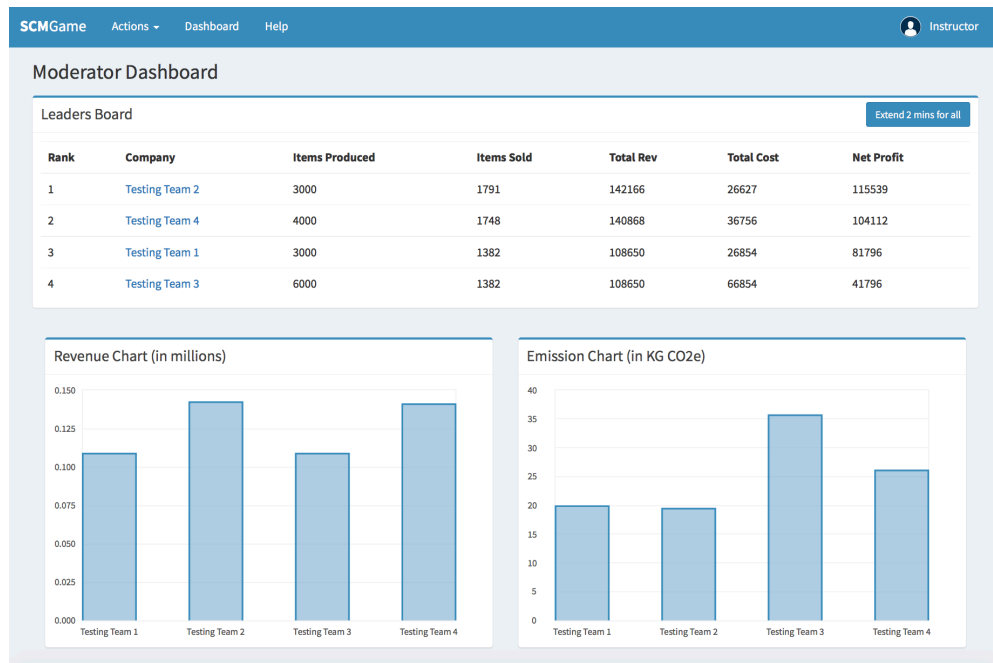 SCMGame Actions Dashboard Help Instructor
Moderator Dashboard
Leaders Board Extend 2 mins for all
Rank Company Items Produced Items Sold Total Rev Total Cost Net Profit
1 Testing Team 2 3000 1791 142166 26627 115539
2 Testing Team 4 4000 1748 140868 36756 104112
3 Testing Team 1 3000 1382 108650 26854 81796
4 Testing Team 3 6000 1382 108650 66854 41796
Revenue Chart (in millions)
0.150
0.125
0.100
0.075
0.050
0.025
0.000
Testing Team 1 Testing Team 2 Testing Team 3 Testing Team 4
Emission Chart (in KG CO2e)
40
35
30
25
20
15
10
5
0
Testing Team 1 Testing Team 2 Testing Team 3 Testing Team 4